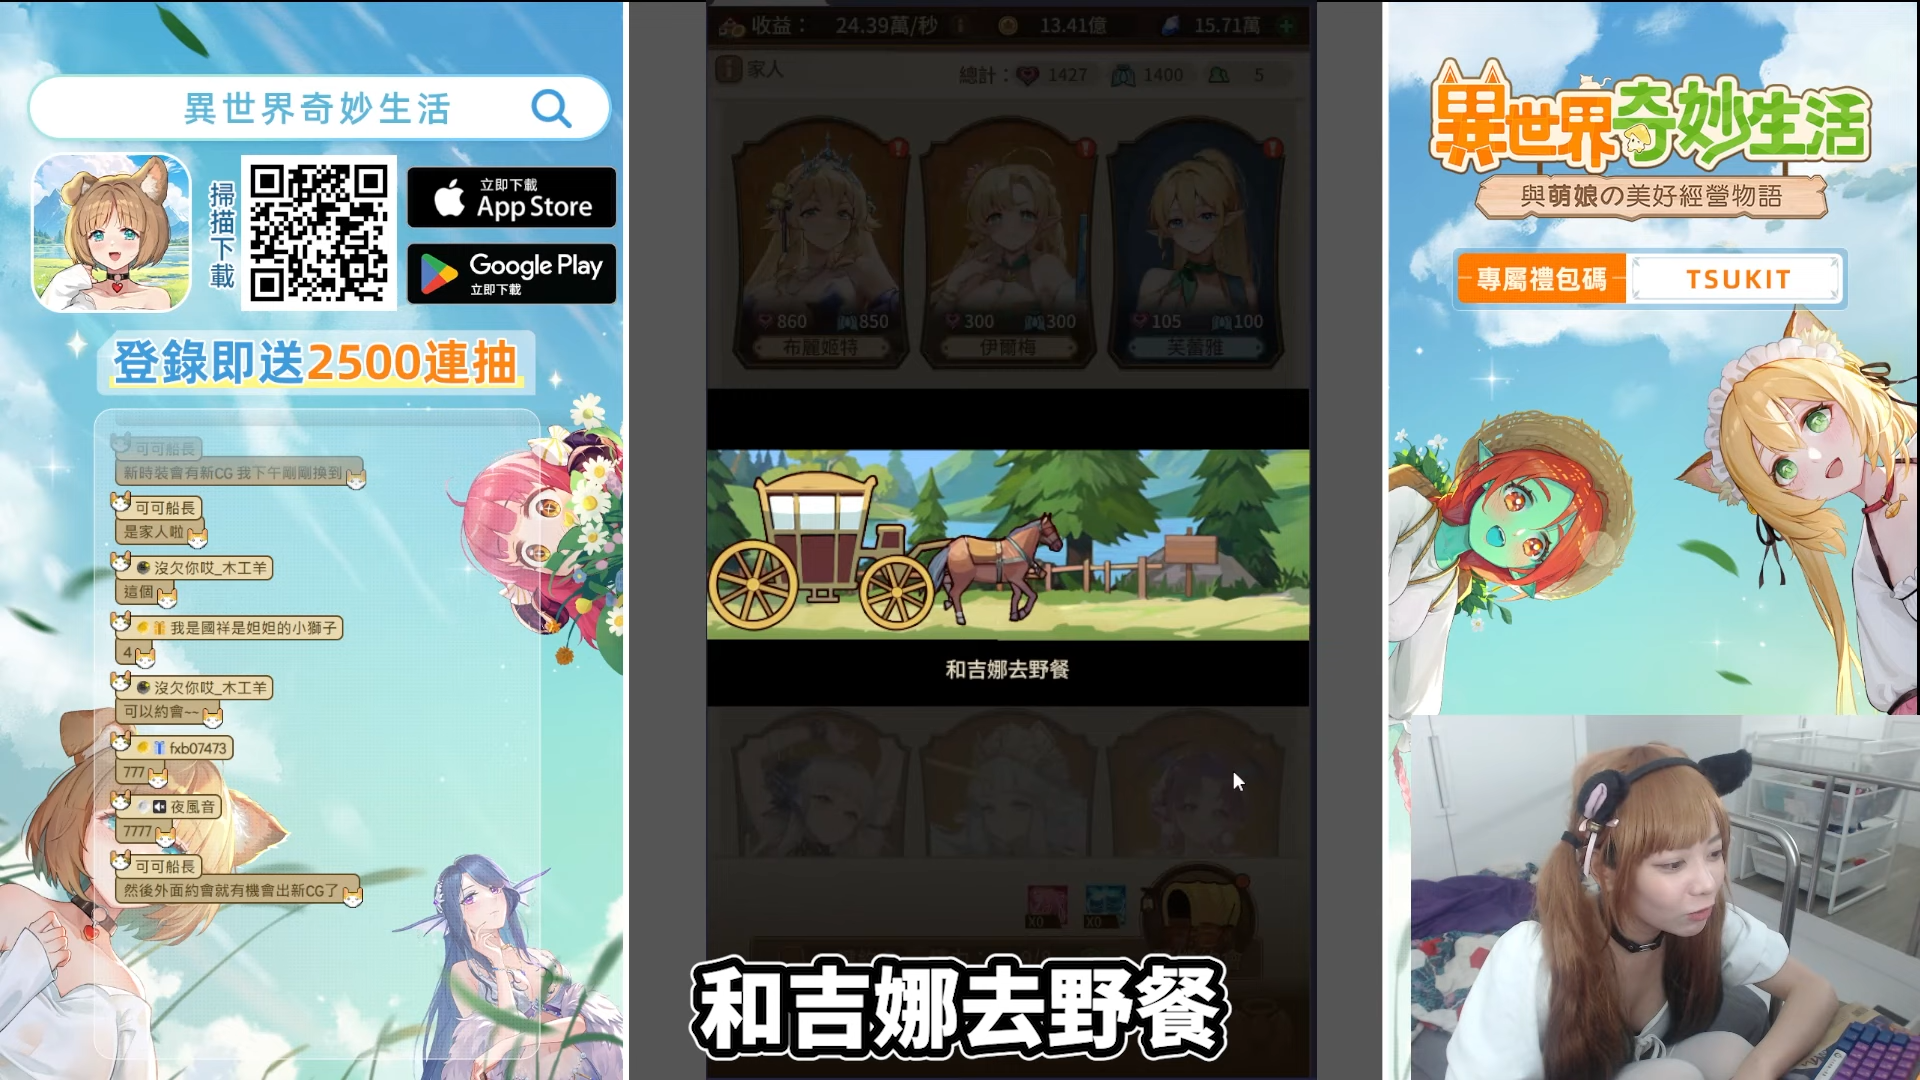 異世界奇妙生活
掃描下載
立即下載
App Store
Google Play
立即下載
登錄即送2500連抽
可可船長
新時裝會有新CG 我下午剛剛換到
可可船長
是家人啦
沒欠你哎_木工羊
這個
我是國祥是妲妲的小獅子
4
沒欠你哎_木工羊
可以約會~~
fxb07473
777
夜風音
7777
可可船長
然後外面約會就有機會出新CG了
收益： 24.39萬/秒 13.41億 15.71萬
家人
總計： 1427 1400 5
860 850
布麗姬特
300 300
伊爾梅
105 100
芙蕾雅
和吉娜去野餐
X0 X0
和吉娜去野餐
異世界奇妙生活
與萌娘の美好經營物語
專屬禮包碼
TSUKIT